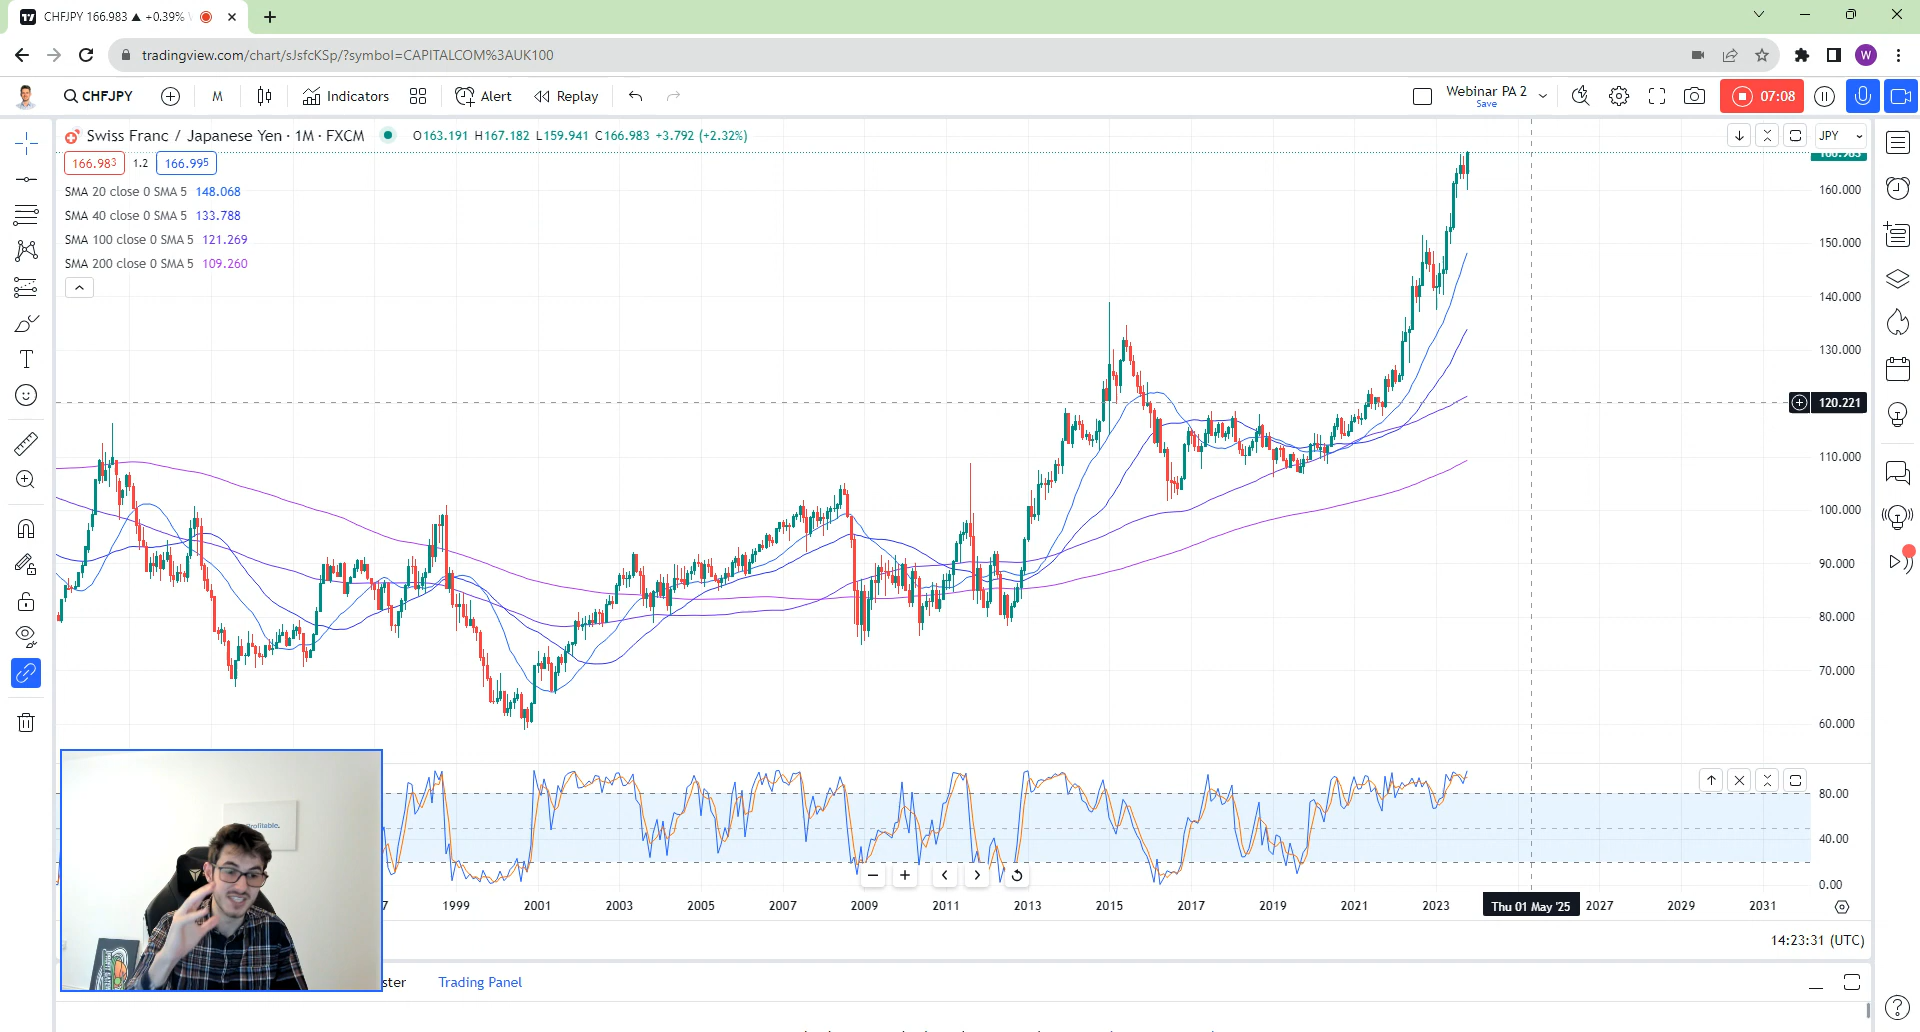 CHFJPY 166.983 ▲ +0.39%
tradingview.com/chart/sJsfcKSp/?symbol=CAPITALCOM%3AUK100
W
CHFJPY
M
Indicators
Alert
Replay
Webinar PA 2
Save
07:08
Swiss Franc / Japanese Yen · 1M · FXCM
O163.191 H167.182 L159.941 C166.983 +3.792 (+2.32%)
JPY
166.983 1.2 166.995
SMA 20 close 0 SMA 5 148.068
SMA 40 close 0 SMA 5 133.788
SMA 100 close 0 SMA 5 121.269
SMA 200 close 0 SMA 5 109.260
166.983
160.000
150.000
140.000
130.000
120.221
110.000
100.000
90.000
80.000
70.000
60.000
80.00
40.00
0.00
Profitable.
7 1999 2001 2003 2005 2007 2009 2011 2013 2015 2017 2019 2021 2023 Thu 01 May '25 2027 2029 2031
14:23:31 (UTC)
ster Trading Panel